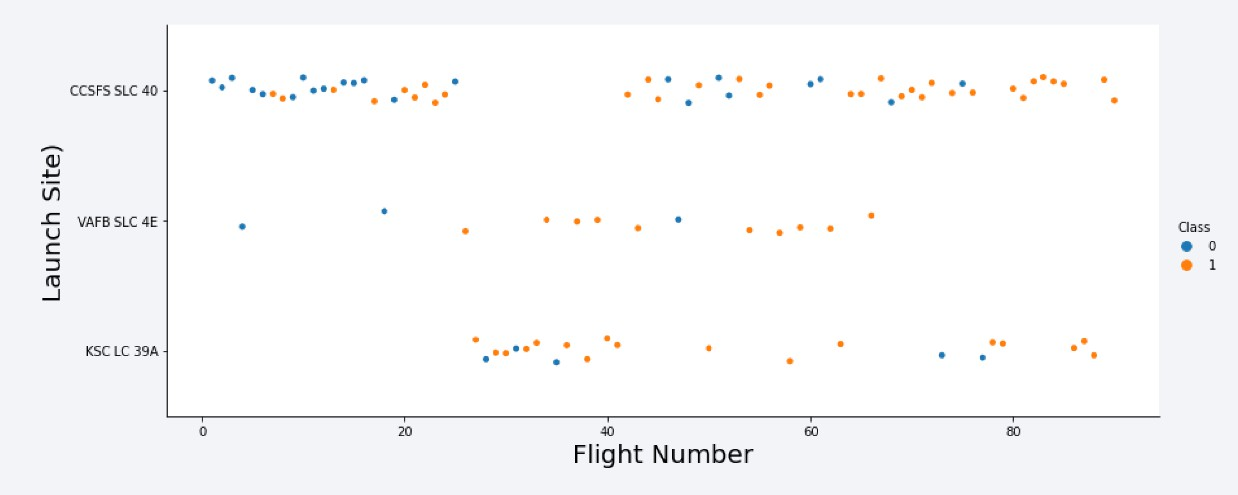 CCSFS SLC 40
VAFB SLC 4E
KSC LC 39A
Launch Site)
0 20 40 60 80
Flight Number
Class
0
1